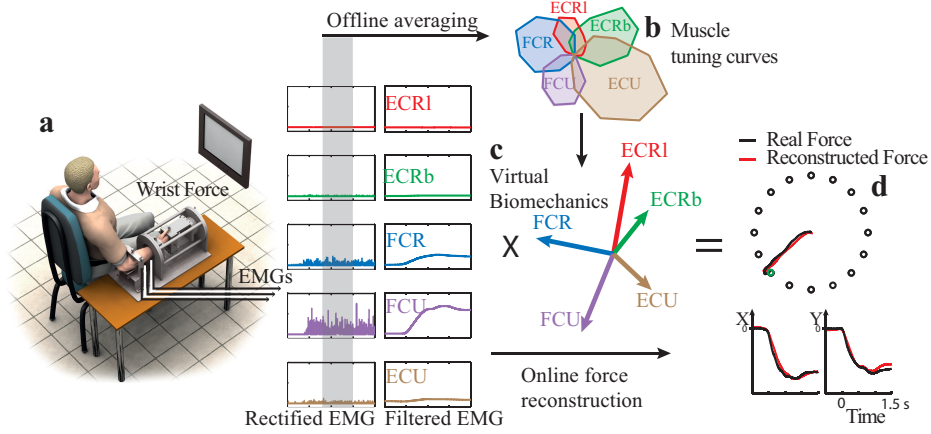 Offline averaging
ECRl
ECRb
FCR
FCU
ECU
b Muscle
tuning curves
a
Wrist Force
EMGs
ECRl
ECRb
FCR
FCU
ECU
Rectified EMG Filtered EMG
c
Virtual
Biomechanics
X
ECRl
ECRb
FCR
FCU
ECU
=
Online force
reconstruction
Real Force
Reconstructed Force
d
X
0
Y
0
0 1.5 s
Time